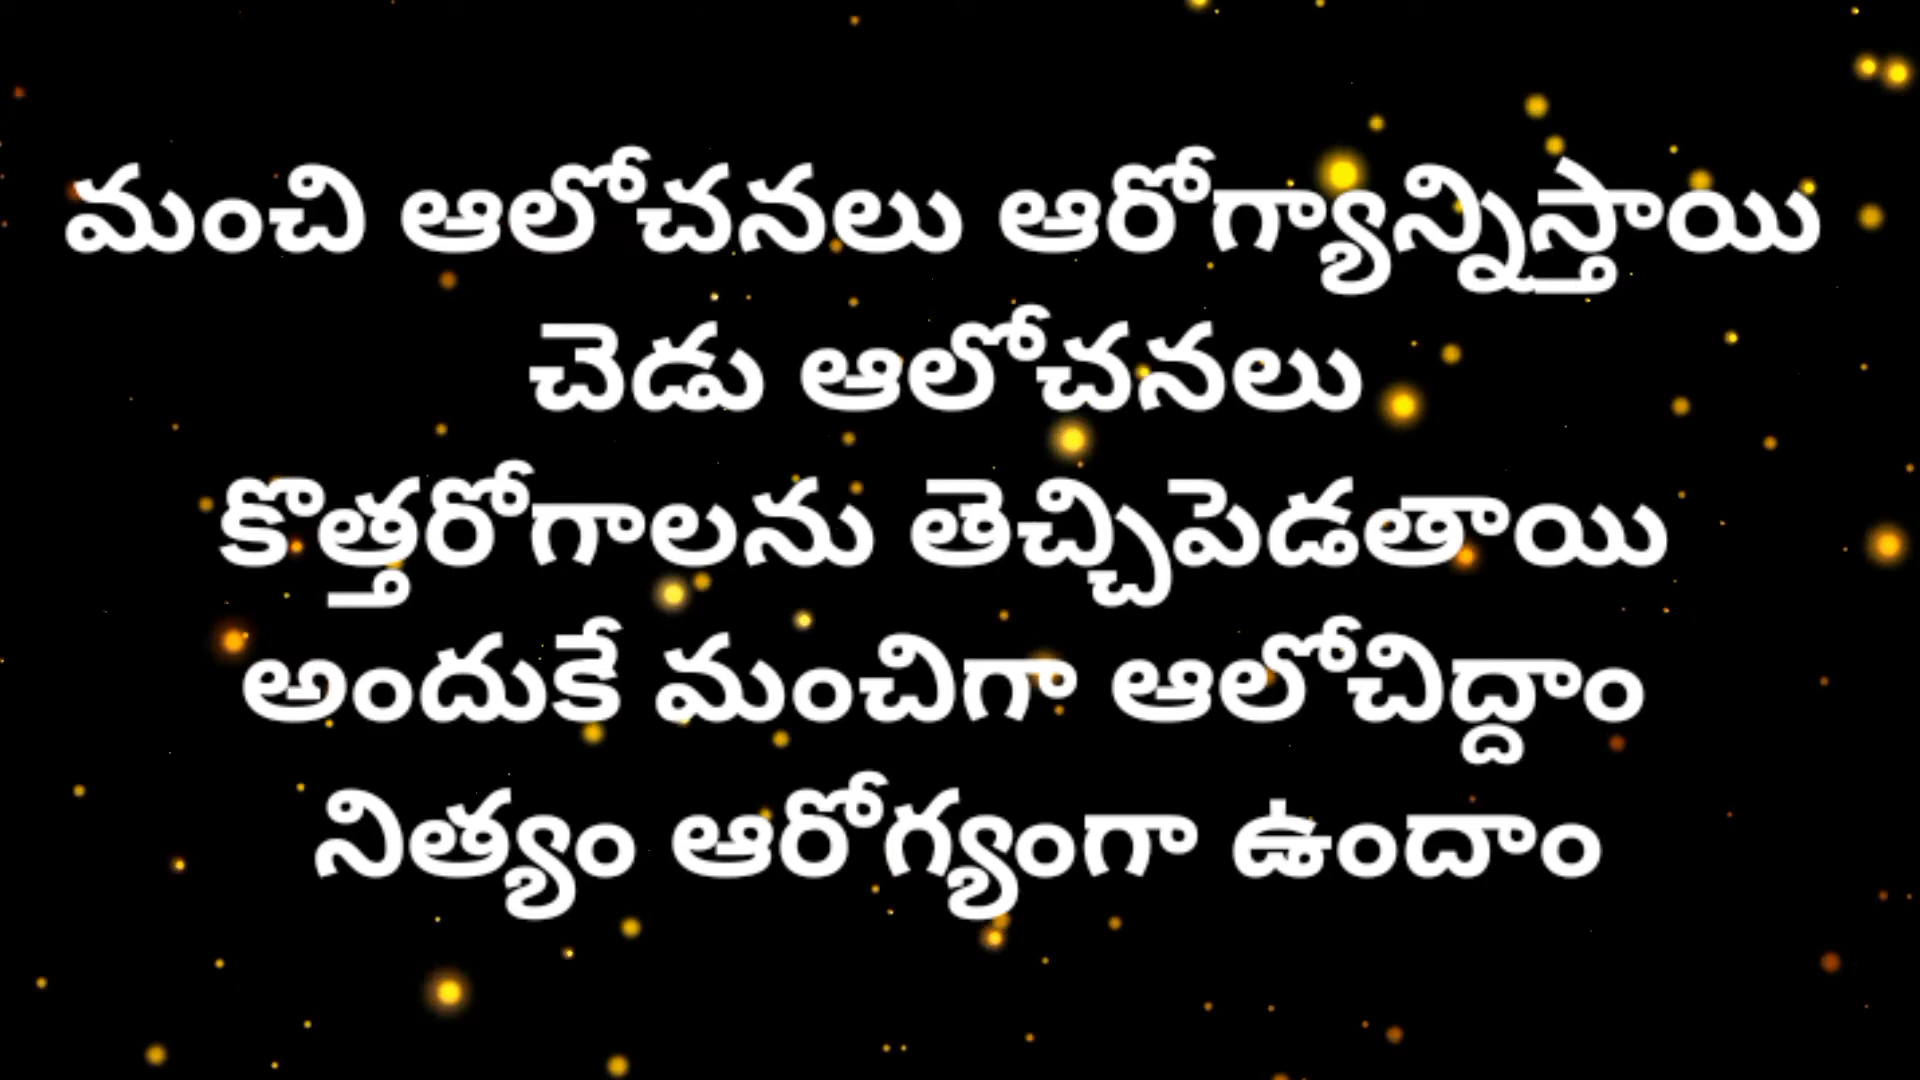 మంచి ఆలోచనలు ఆరోగ్యాన్నిస్తాయి
చెడు ఆలోచనలు
కొత్తరోగాలను తెచ్చిపెడతాయి
అందుకే మంచిగా ఆలోచిద్దాం
నిత్యం ఆరోగ్యంగా ఉందాం